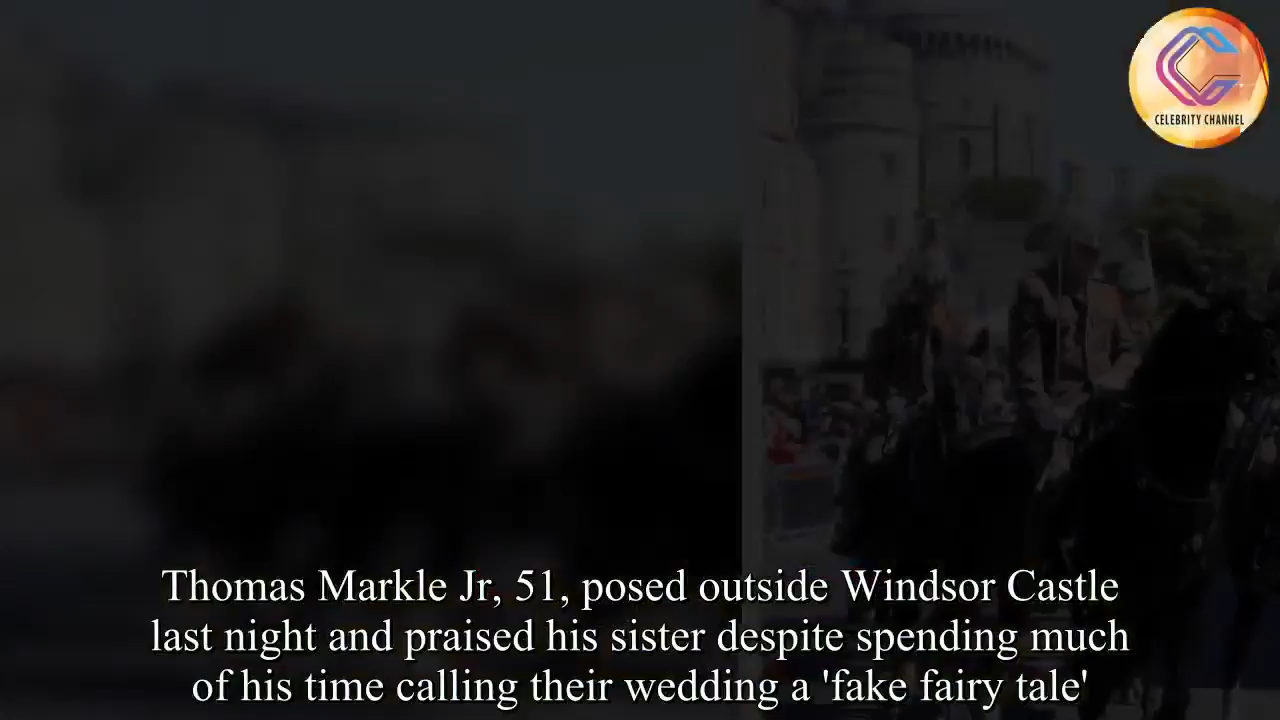 CELEBRITY CHANNEL
Thomas Markle Jr, 51, posed outside Windsor Castle
last night and praised his sister despite spending much
of his time calling their wedding a 'fake fairy tale'